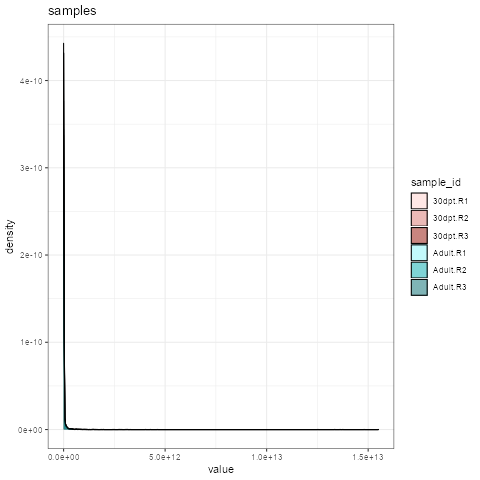 samples
4e-10
3e-10
2e-10
1e-10
0e+00
density
0.0e+00
5.0e+12
1.0e+13
1.5e+13
value
sample_id
30dpt.R1
30dpt.R2
30dpt.R3
Adult.R1
Adult.R2
Adult.R3